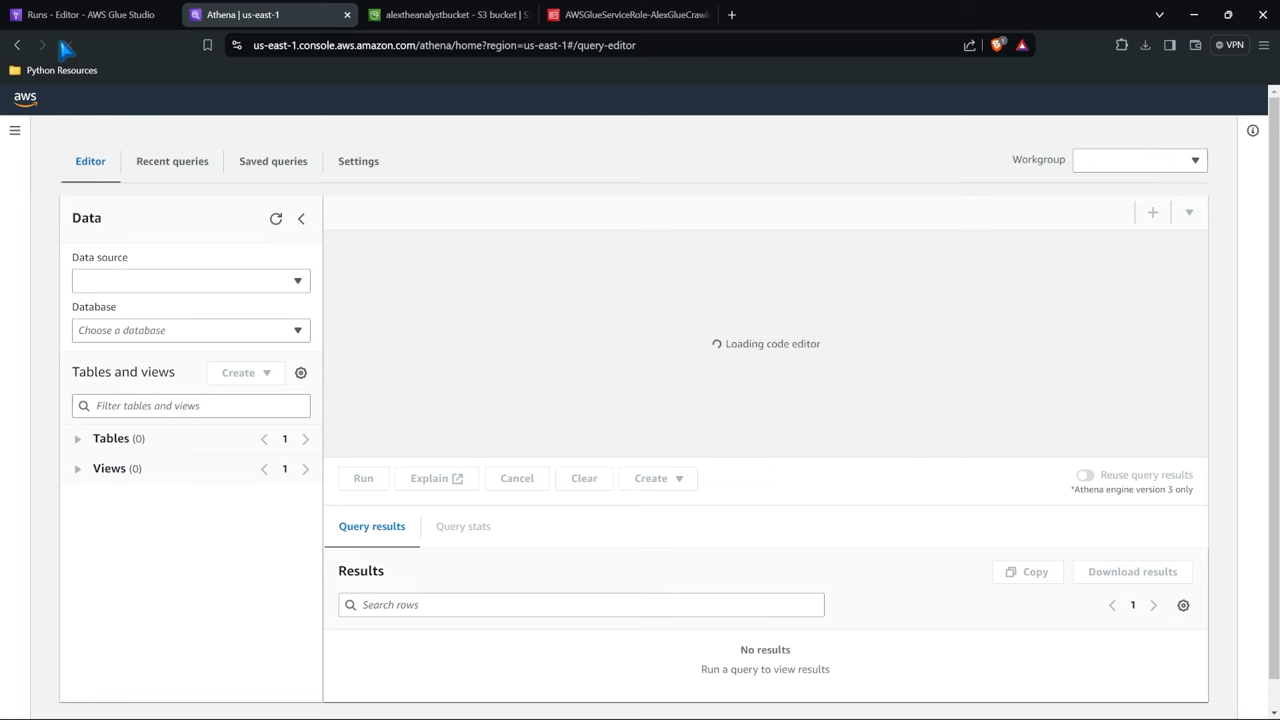 Runs - Editor - AWS Glue Studio
Athena | us-east-1
alextheanalystbucket - S3 bucket | S3
AWSGlueServiceRole-AlexGlueCrawl
us-east-1.console.aws.amazon.com/athena/home?region=us-east-1#/query-editor
VPN
Python Resources
aws
Editor
Recent queries
Saved queries
Settings
Workgroup
Data
Data source
Database
Choose a database
Tables and views
Create
Filter tables and views
Tables (0)
1
Views (0)
1
Loading code editor
Run
Explain
Cancel
Clear
Create
Reuse query results
*Athena engine version 3 only
Query results
Query stats
Results
Copy
Download results
Search rows
1
No results
Run a query to view results